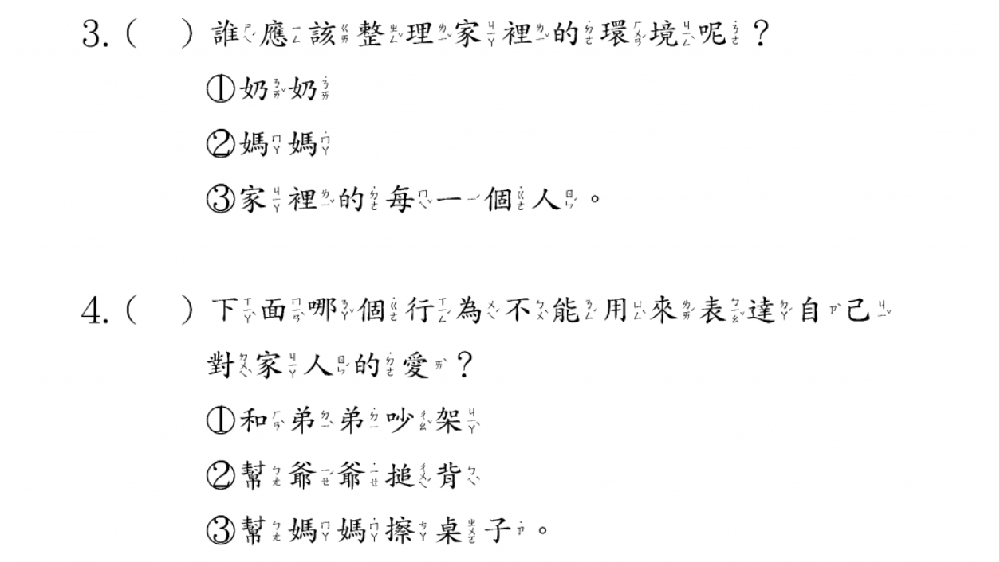 3.(　)誰應該整理家裡的環境呢？
①奶奶
②媽媽
③家裡的每一個人。
4.(　)下面哪個行為不能用來表達自己
對家人的愛？
①和弟弟吵架
②幫爺爺搥背
③幫媽媽擦桌子。